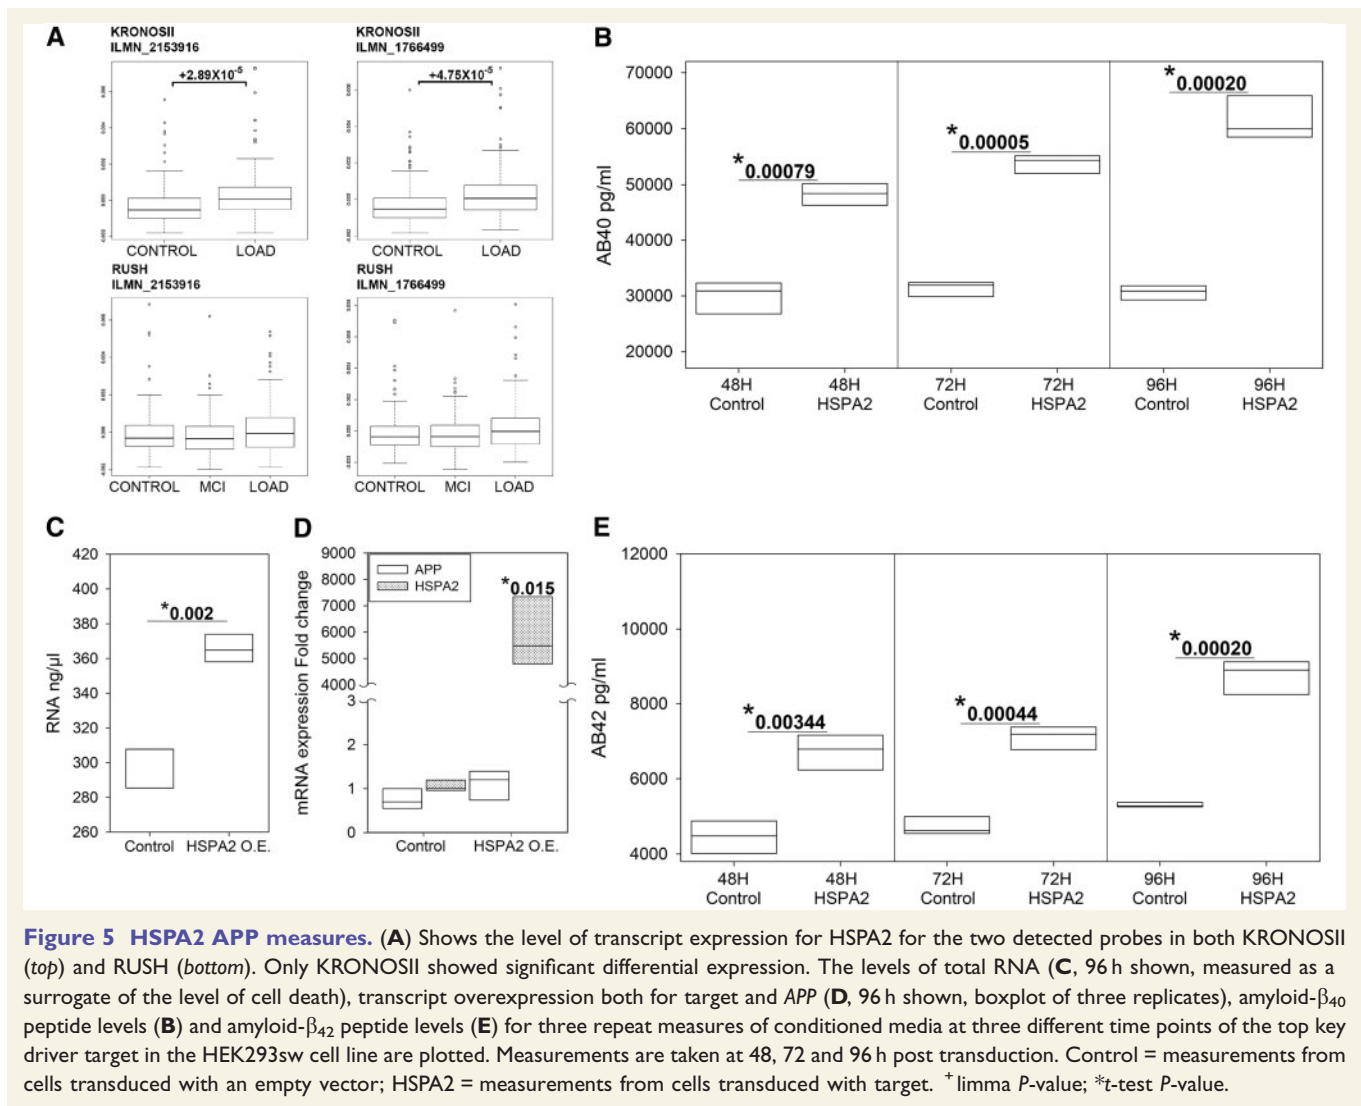 A
KRONOSII
ILMN_2153916
+2.89X10-5
CONTROL LOAD
KRONOSII
ILMN_1766499
+4.75X10-5
CONTROL LOAD
RUSH
ILMN_2153916
CONTROL MCI LOAD
RUSH
ILMN_1766499
CONTROL MCI LOAD
B
AB40 pg/ml
70000
60000
50000
40000
30000
20000
*0.00079
*0.00005
*0.00020
48H 48H 72H 72H 96H 96H
Control HSPA2 Control HSPA2 Control HSPA2
C
RNA ng/µl
420
400
380
360
340
320
300
280
260
*0.002
Control HSPA2 O.E.
D
mRNA expression Fold change
9000
8000
7000
6000
5000
4000
3
2
1
0
APP
HSPA2
*0.015
Control HSPA2 O.E.
E
AB42 pg/ml
12000
10000
8000
6000
4000
*0.00344
*0.00044
*0.00020
48H 48H 72H 72H 96H 96H
Control HSPA2 Control HSPA2 Control HSPA2
Figure 5 HSPA2 APP measures. (A) Shows the level of transcript expression for HSPA2 for the two detected probes in both KRONOSII
(top) and RUSH (bottom). Only KRONOSII showed significant differential expression. The levels of total RNA (C, 96 h shown, measured as a
surrogate of the level of cell death), transcript overexpression both for target and APP (D, 96 h shown, boxplot of three replicates), amyloid-β40
peptide levels (B) and amyloid-β42 peptide levels (E) for three repeat measures of conditioned media at three different time points of the top key
driver target in the HEK293sw cell line are plotted. Measurements are taken at 48, 72 and 96 h post transduction. Control = measurements from
cells transduced with an empty vector; HSPA2 = measurements from cells transduced with target. +limma P-value; *t-test P-value.